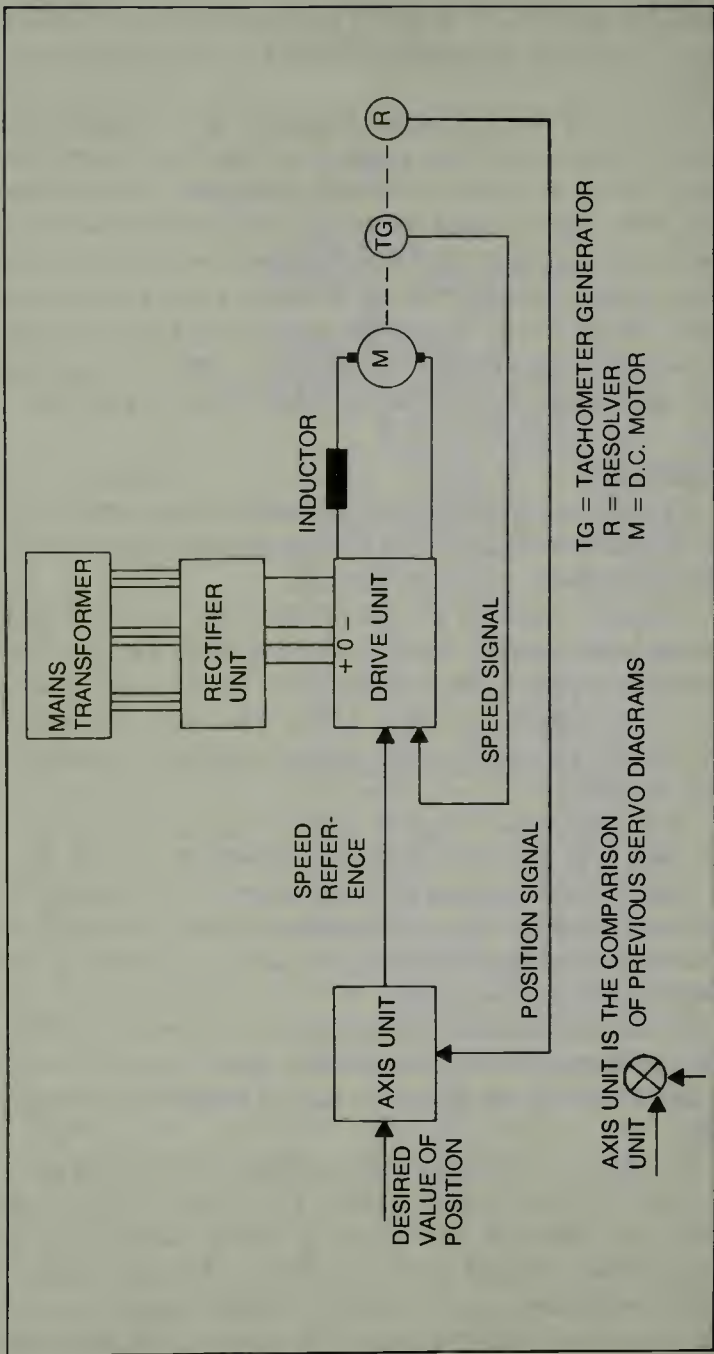 MAINS
TRANSFORMER
RECTIFIER
UNIT
+ 0 –
DRIVE UNIT
INDUCTOR
M
TG
R
SPEED
REFER-
ENCE
AXIS UNIT
DESIRED
VALUE OF
POSITION
SPEED SIGNAL
POSITION SIGNAL
TG = TACHOMETER GENERATOR
R = RESOLVER
M = D.C. MOTOR
AXIS UNIT IS THE COMPARISON
UNIT OF PREVIOUS SERVO DIAGRAMS